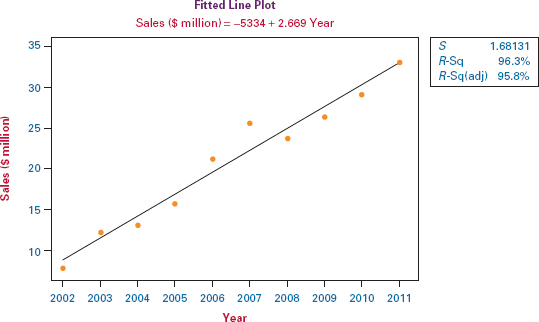 Fitted Line Plot
Sales ($ million) = –5334 + 2.669 Year
S 1.68131
R-Sq 96.3%
R-Sq(adj) 95.8%
Sales ($ million)
35
30
25
20
15
10
2002 2003 2004 2005 2006 2007 2008 2009 2010 2011
Year